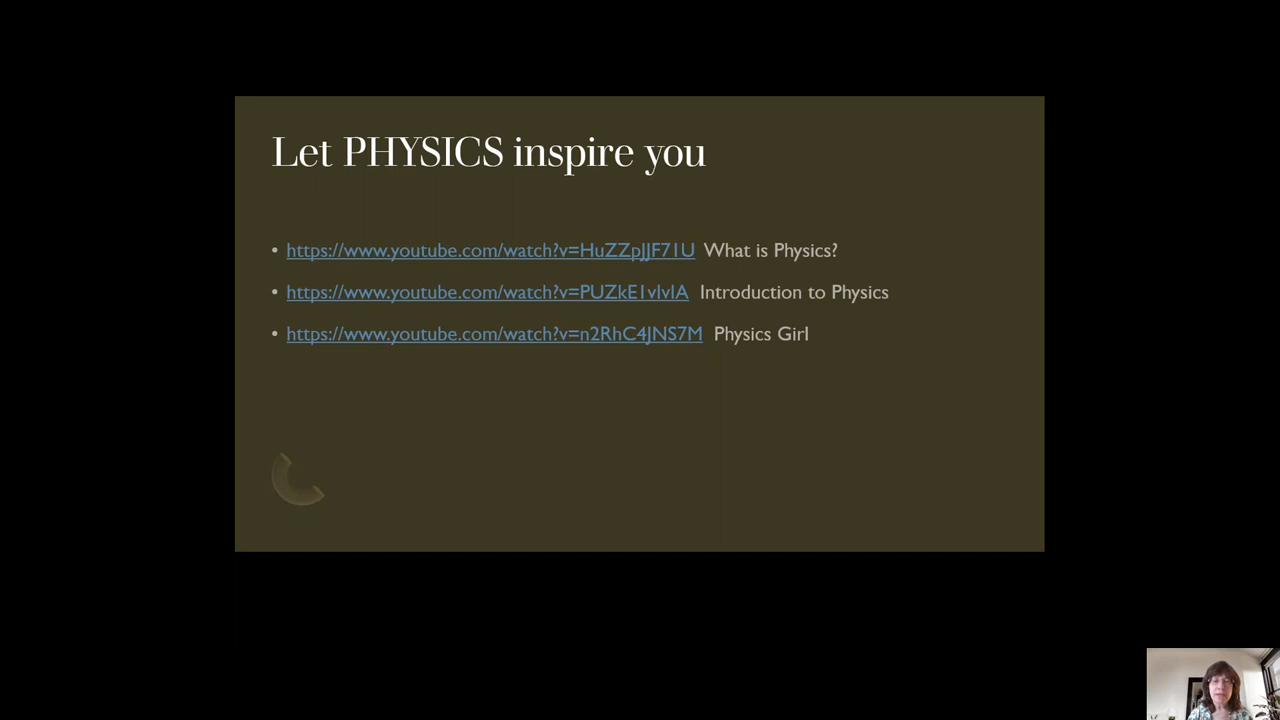 Let PHYSICS inspire you
• https://www.youtube.com/watch?v=HuZZpJJF71U What is Physics?
• https://www.youtube.com/watch?v=PUZkE1vlvlA Introduction to Physics
• https://www.youtube.com/watch?v=n2RhC4JNS7M Physics Girl